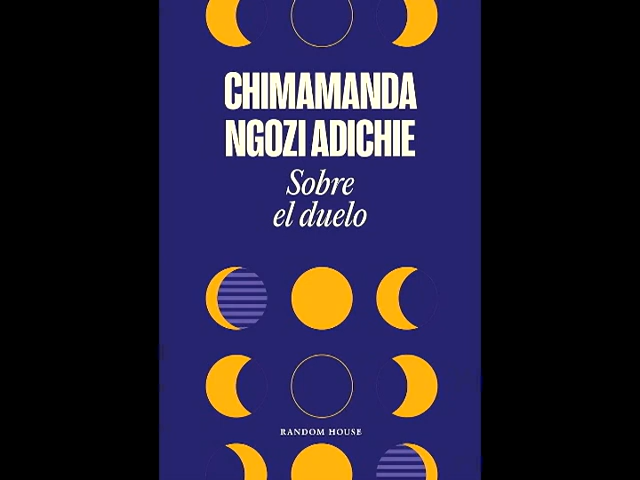 CHIMAMANDA
NGOZI ADICHIE
Sobre
el duelo
RANDOM HOUSE